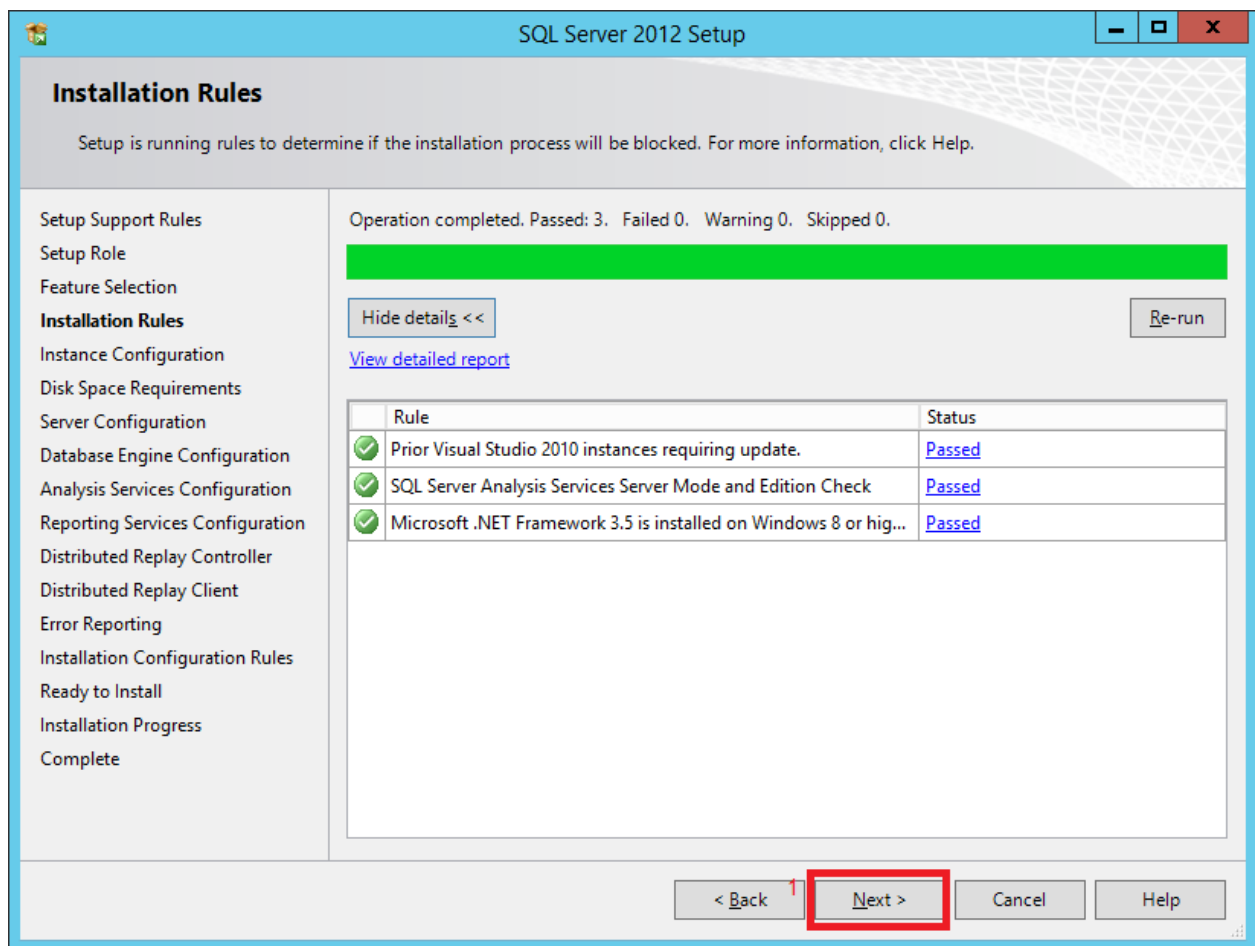 SQL Server 2012 Setup
Installation Rules
Setup is running rules to determine if the installation process will be blocked. For more information, click Help.
Setup Support Rules
Setup Role
Feature Selection
Installation Rules
Instance Configuration
Disk Space Requirements
Server Configuration
Database Engine Configuration
Analysis Services Configuration
Reporting Services Configuration
Distributed Replay Controller
Distributed Replay Client
Error Reporting
Installation Configuration Rules
Ready to Install
Installation Progress
Complete
Operation completed. Passed: 3. Failed 0. Warning 0. Skipped 0.
Hide details << Re-run
View detailed report
Rule Status
Prior Visual Studio 2010 instances requiring update. Passed
SQL Server Analysis Services Server Mode and Edition Check Passed
Microsoft .NET Framework 3.5 is installed on Windows 8 or hig... Passed
< Back 1 Next > Cancel Help